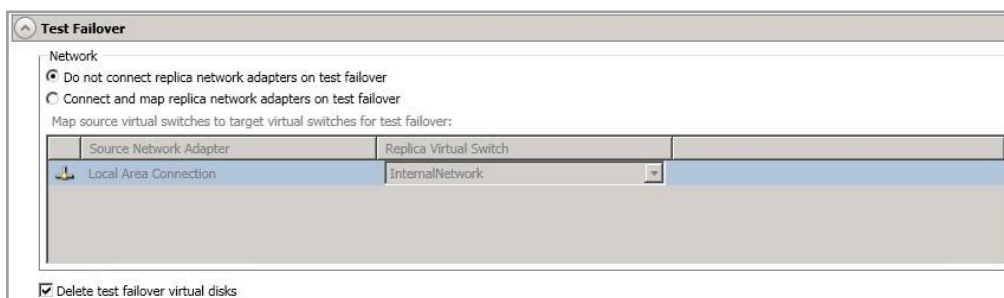 Test Failover
Network
Do not connect replica network adapters on test failover
Connect and map replica network adapters on test failover
Map source virtual switches to target virtual switches for test failover:
Source Network Adapter Replica Virtual Switch
Local Area Connection InternalNetwork
Delete test failover virtual disks